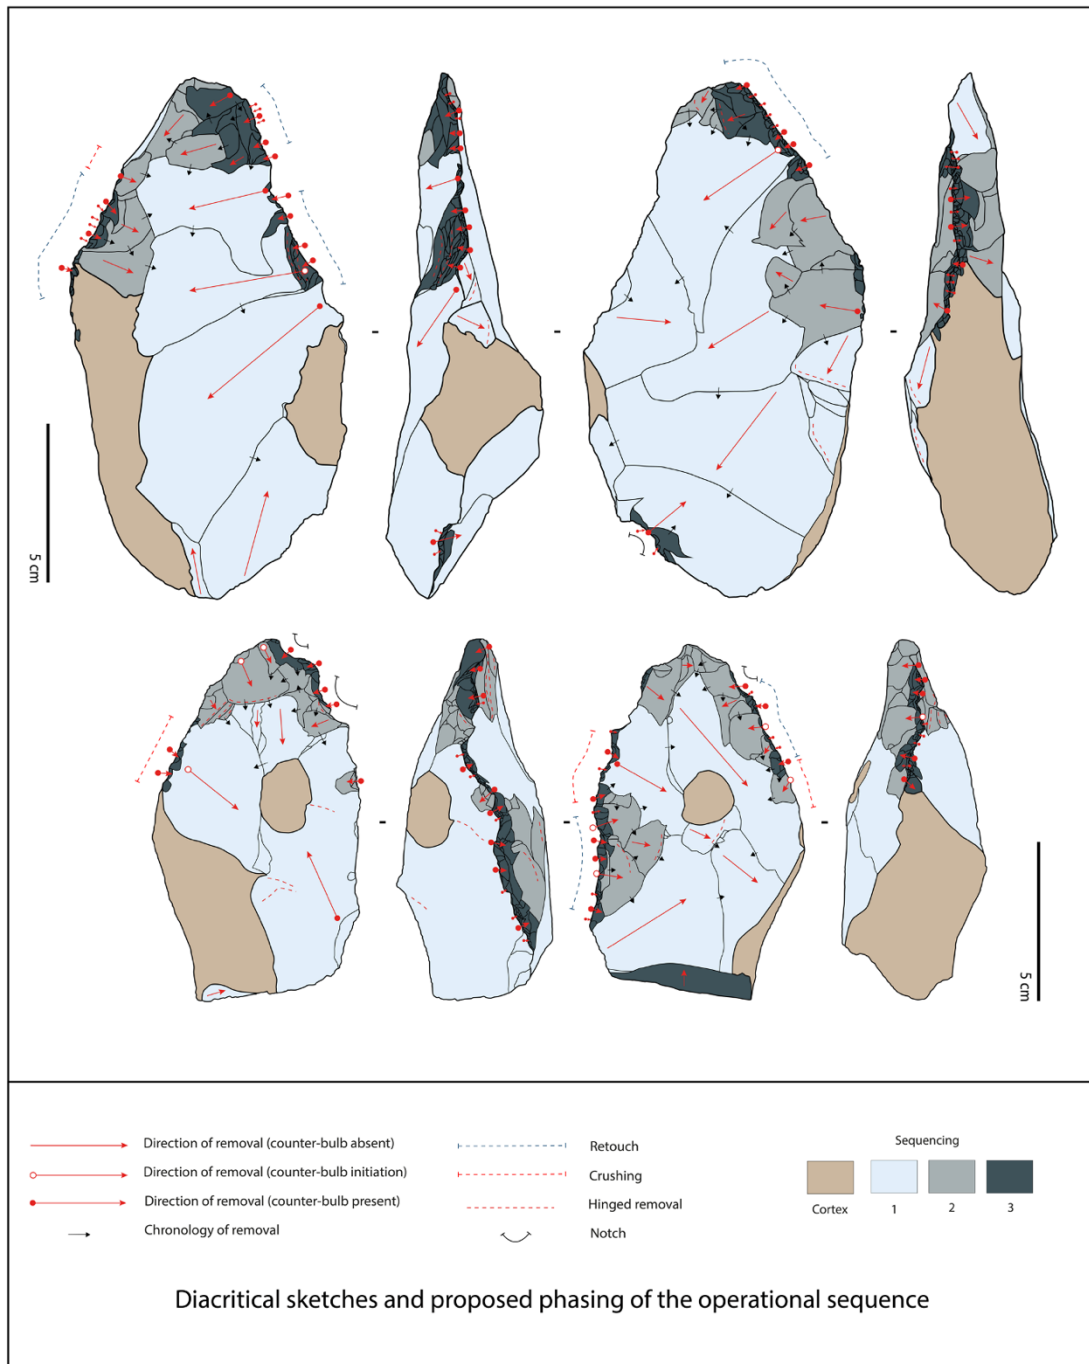 5 cm
5 cm
Direction of removal (counter-bulb absent)
Direction of removal (counter-bulb initiation)
Direction of removal (counter-bulb present)
Chronology of removal
Retouch
Crushing
Hinged removal
Notch
Sequencing
Cortex 1 2 3
Diacritical sketches and proposed phasing of the operational sequence